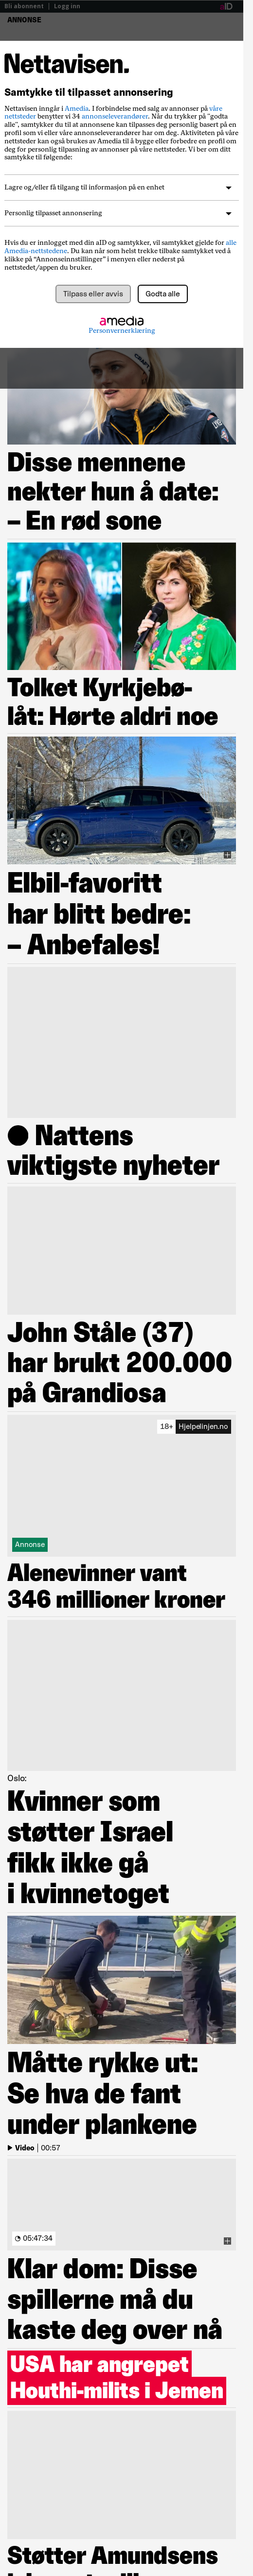 Bli abonnent | Logg inn
aID
ANNONSE
Nettavisen.
Samtykke til tilpasset annonsering
Nettavisen inngår i Amedia. I forbindelse med salg av annonser på våre
nettsteder benytter vi 34 annonseleverandører. Når du trykker på "godta
alle", samtykker du til at annonsene kan tilpasses deg personlig basert på en
profil som vi eller våre annonseleverandører har om deg. Aktiviteten på våre
nettsteder kan også brukes av Amedia til å bygge eller forbedre en profil om
deg for personlig tilpasning av annonser på våre nettsteder. Vi ber om ditt
samtykke til følgende:
Lagre og/eller få tilgang til informasjon på en enhet
Personlig tilpasset annonsering
Hvis du er innlogget med din aID og samtykker, vil samtykket gjelde for alle
Amedia-nettstedene. Du kan når som helst trekke tilbake samtykket ved å
klikke på "Annonseinnstillinger" i menyen eller nederst på
nettstedet/appen du bruker.
Tilpass eller avvis
Godta alle
amedia
Personvernerklæring
CRAFT
Disse mennene
nekter hun å date:
– En rød sone
Tolket Kyrkjebø-
låt: Hørte aldri noe
Elbil-favoritt
har blitt bedre:
– Anbefales!
Nattens
viktigste nyheter
John Ståle (37)
har brukt 200.000
på Grandiosa
18+ Hjelpelinjen.no
Annonse
Alenevinner vant
346 millioner kroner
Oslo:
Kvinner som
støtter Israel
fikk ikke gå
i kvinnetoget
Måtte rykke ut:
Se hva de fant
under plankene
Video | 00:57
05:47:34
Klar dom: Disse
spillerne må du
kaste deg over nå
USA har angrepet
Houthi-milits i Jemen
Støtter Amundsens